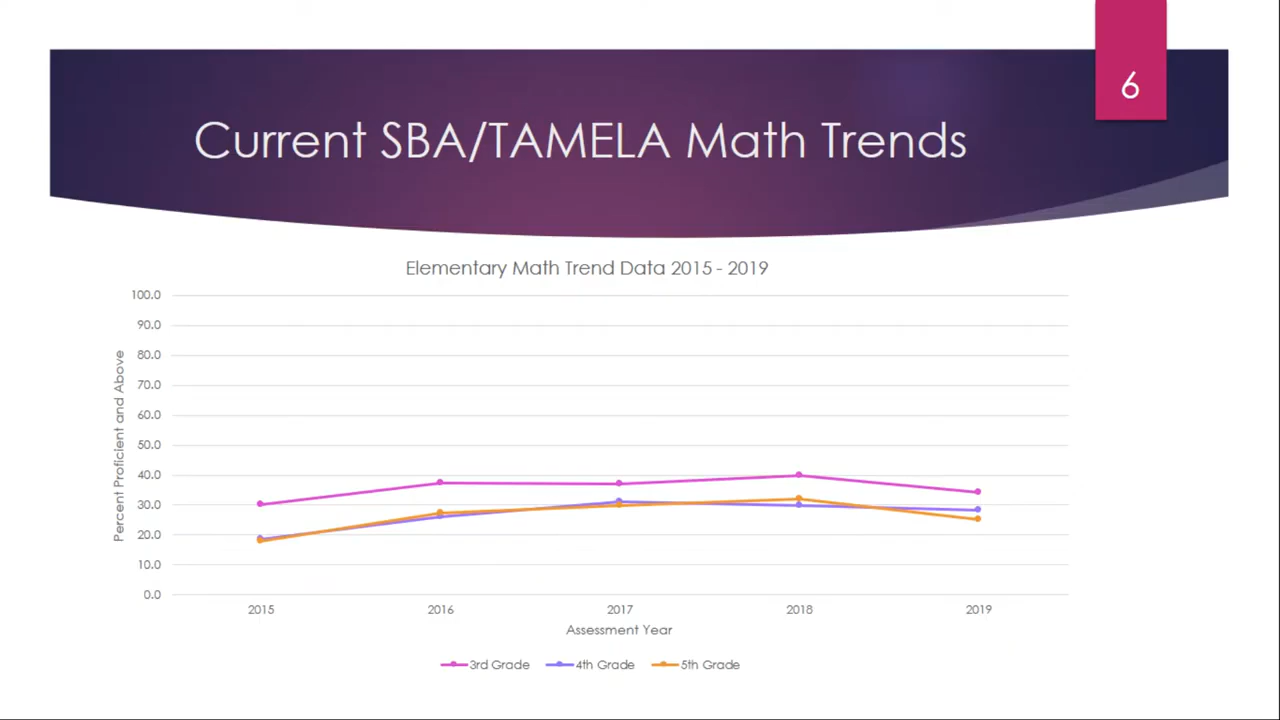 6
Current SBA/TAMELA Math Trends
Elementary Math Trend Data 2015 - 2019
Percent Proficient and Above
100.0
90.0
80.0
70.0
60.0
50.0
40.0
30.0
20.0
10.0
0.0
2015 2016 2017 2018 2019
Assessment Year
3rd Grade 4th Grade 5th Grade